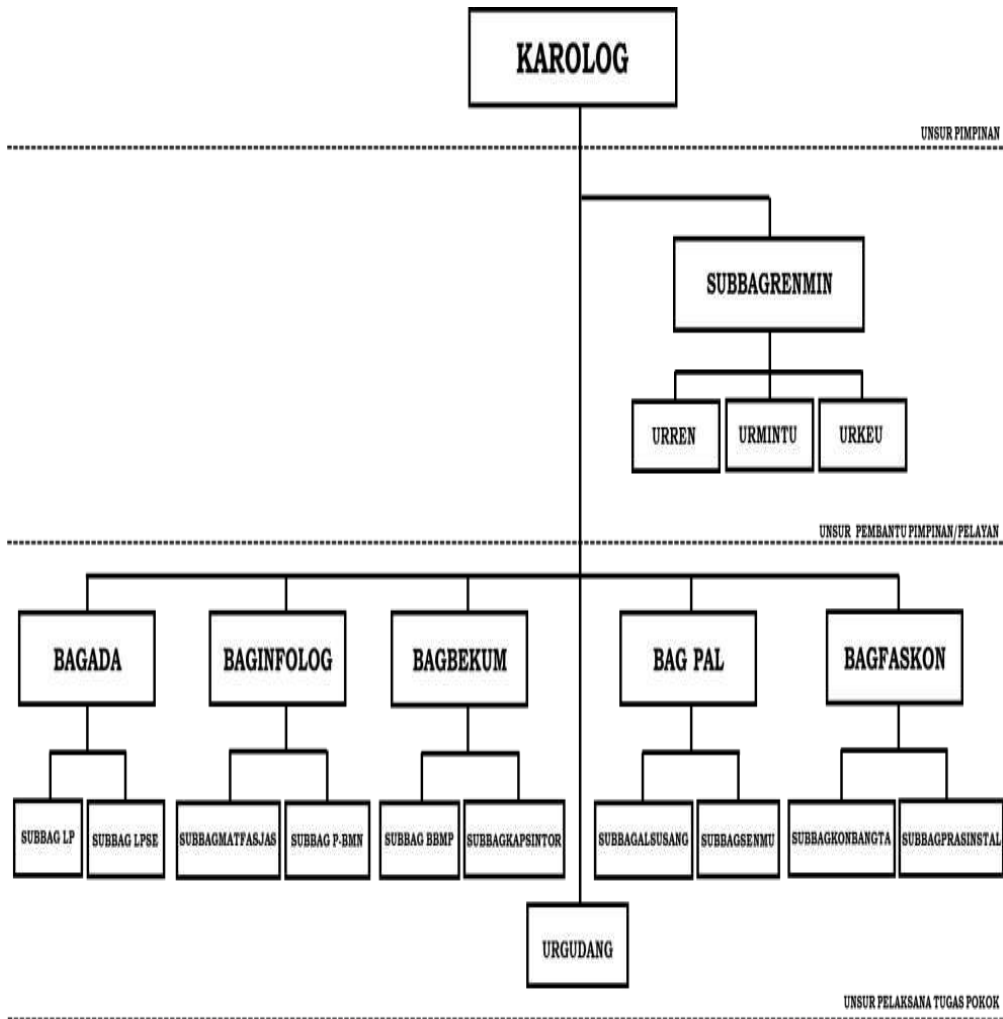 KAROLOG
UNSUR PIMPINAN
SUBBAGRENMIN
URREN
URMINTU
URKEU
UNSUR PEMBANTU PIMPINAN/PELAYAN
BAGADA
BAGINFOLOG
BAGBEKUM
BAG PAL
BAGFASKON
SUBBAG LP
SUBBAG LPSE
SUBBAGMATFASJAS
SUBBAG P-BMN
SUBBAG BBMP
SUBBAGKAPSINTOR
SUBBAGALSUSANG
SUBBAGSENMU
SUBBAGKONBANGTA
SUBBAGPRASINSTAL
URGUDANG
UNSUR PELAKSANA TUGAS POKOK